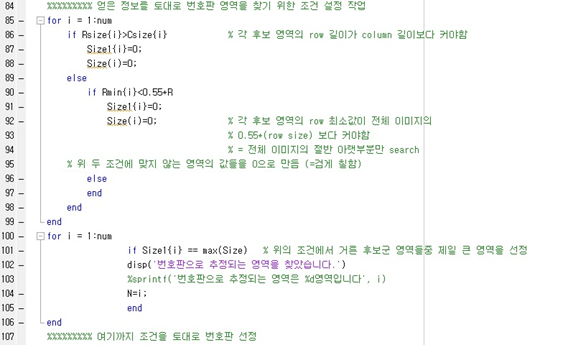 84 %%%%%%%%% 얻은 정보를 토대로 번호판 영역을 찾기 위한 조건 설정 작업
85 - for i = 1:num
86 - if Rsize{i}>Csize{i} % 각 후보 영역의 row 길이가 column 길이보다 커야함
87 - Size1{i}=0;
88 - Size(i)=0;
89 - else
90 - if Rmin{i}<0.55*R
91 - Size1{i}=0;
92 - Size(i)=0; % 각 후보 영역의 row 최소값이 전체 이미지의
93 % 0.55*(row size) 보다 커야함
94 % = 전체 이미지의 절반 아랫부분만 search
95 % 위 두 조건에 맞지 않는 영역의 값들을 0으로 만듬 (=검게 칠함)
96 - else
97 - end
98 - end
99 - end
100 - for i = 1:num
101 - if Size1{i} == max(Size) % 위의 조건에서 거른 후보군 영역들중 제일 큰 영역을 선정
102 - disp('번호판으로 추정되는 영역을 찾았습니다.')
103 %sprintf('번호판으로 추정되는 영역은 %d영역입니다', i)
104 - N=i;
105 - end
106 - end
107 %%%%%%%%% 여기까지 조건을 토대로 번호판 선정